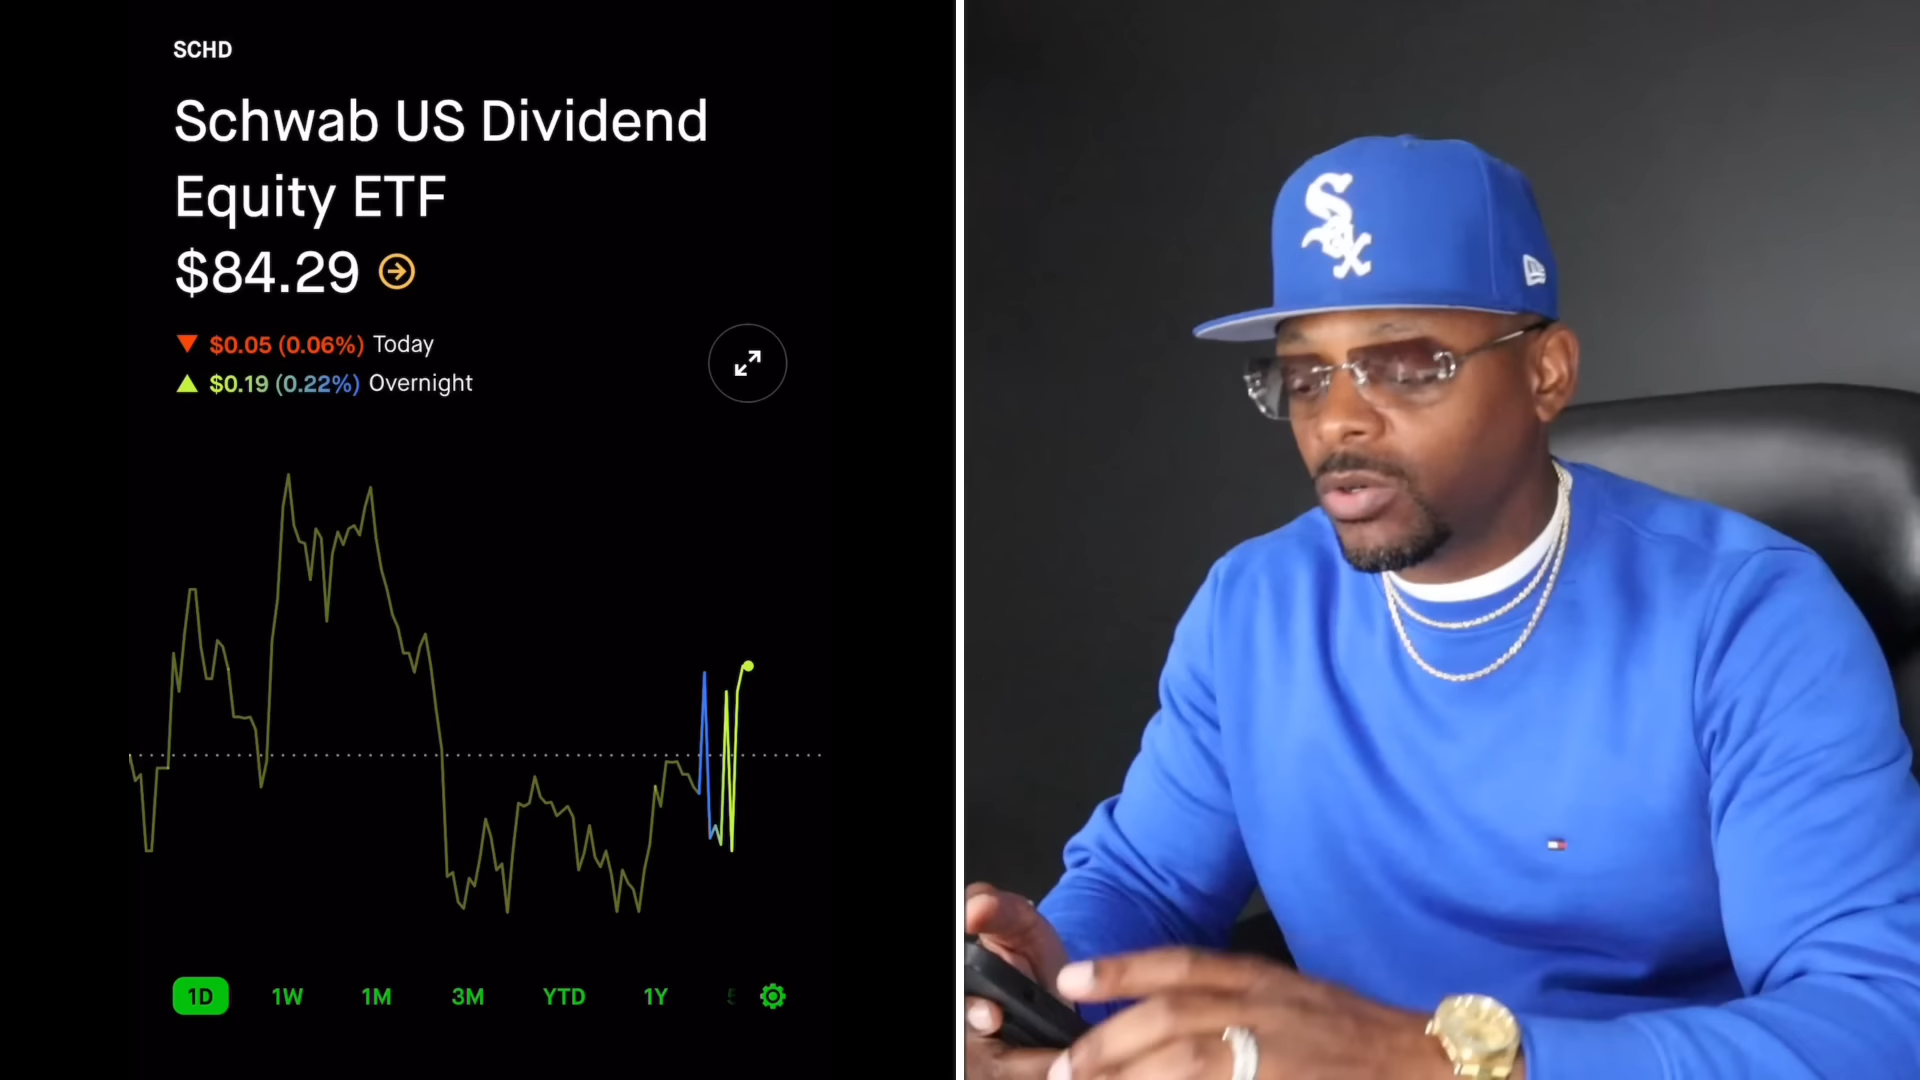 SCHD
Schwab US Dividend
Equity ETF
$84.29
$0.05 (0.06%) Today
$0.19 (0.22%) Overnight
1D 1W 1M 3M YTD 1Y
Sox